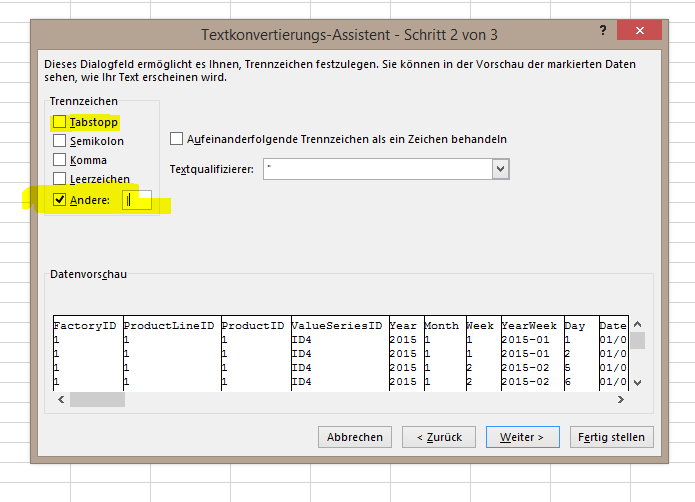 Textkonvertierungs-Assistent - Schritt 2 von 3
? x
Dieses Dialogfeld ermöglicht es Ihnen, Trennzeichen festzulegen. Sie können in der Vorschau der markierten Daten
sehen, wie Ihr Text erscheinen wird.
Trennzeichen
Tabstopp
Semikolon
Komma
Leerzeichen
Andere: |
Aufeinanderfolgende Trennzeichen als ein Zeichen behandeln
Textqualifizierer: "
Datenvorschau
FactoryID ProductLineID ProductID ValueSeriesID Year Month Week YearWeek Day Date
1 1 1 ID4 2015 1 1 2015-01 1 01/0
1 1 1 ID4 2015 1 1 2015-01 2 01/0
1 1 1 ID4 2015 1 2 2015-02 5 01/0
1 1 1 ID4 2015 1 2 2015-02 6 01/0
Abbrechen < Zurück Weiter > Fertig stellen